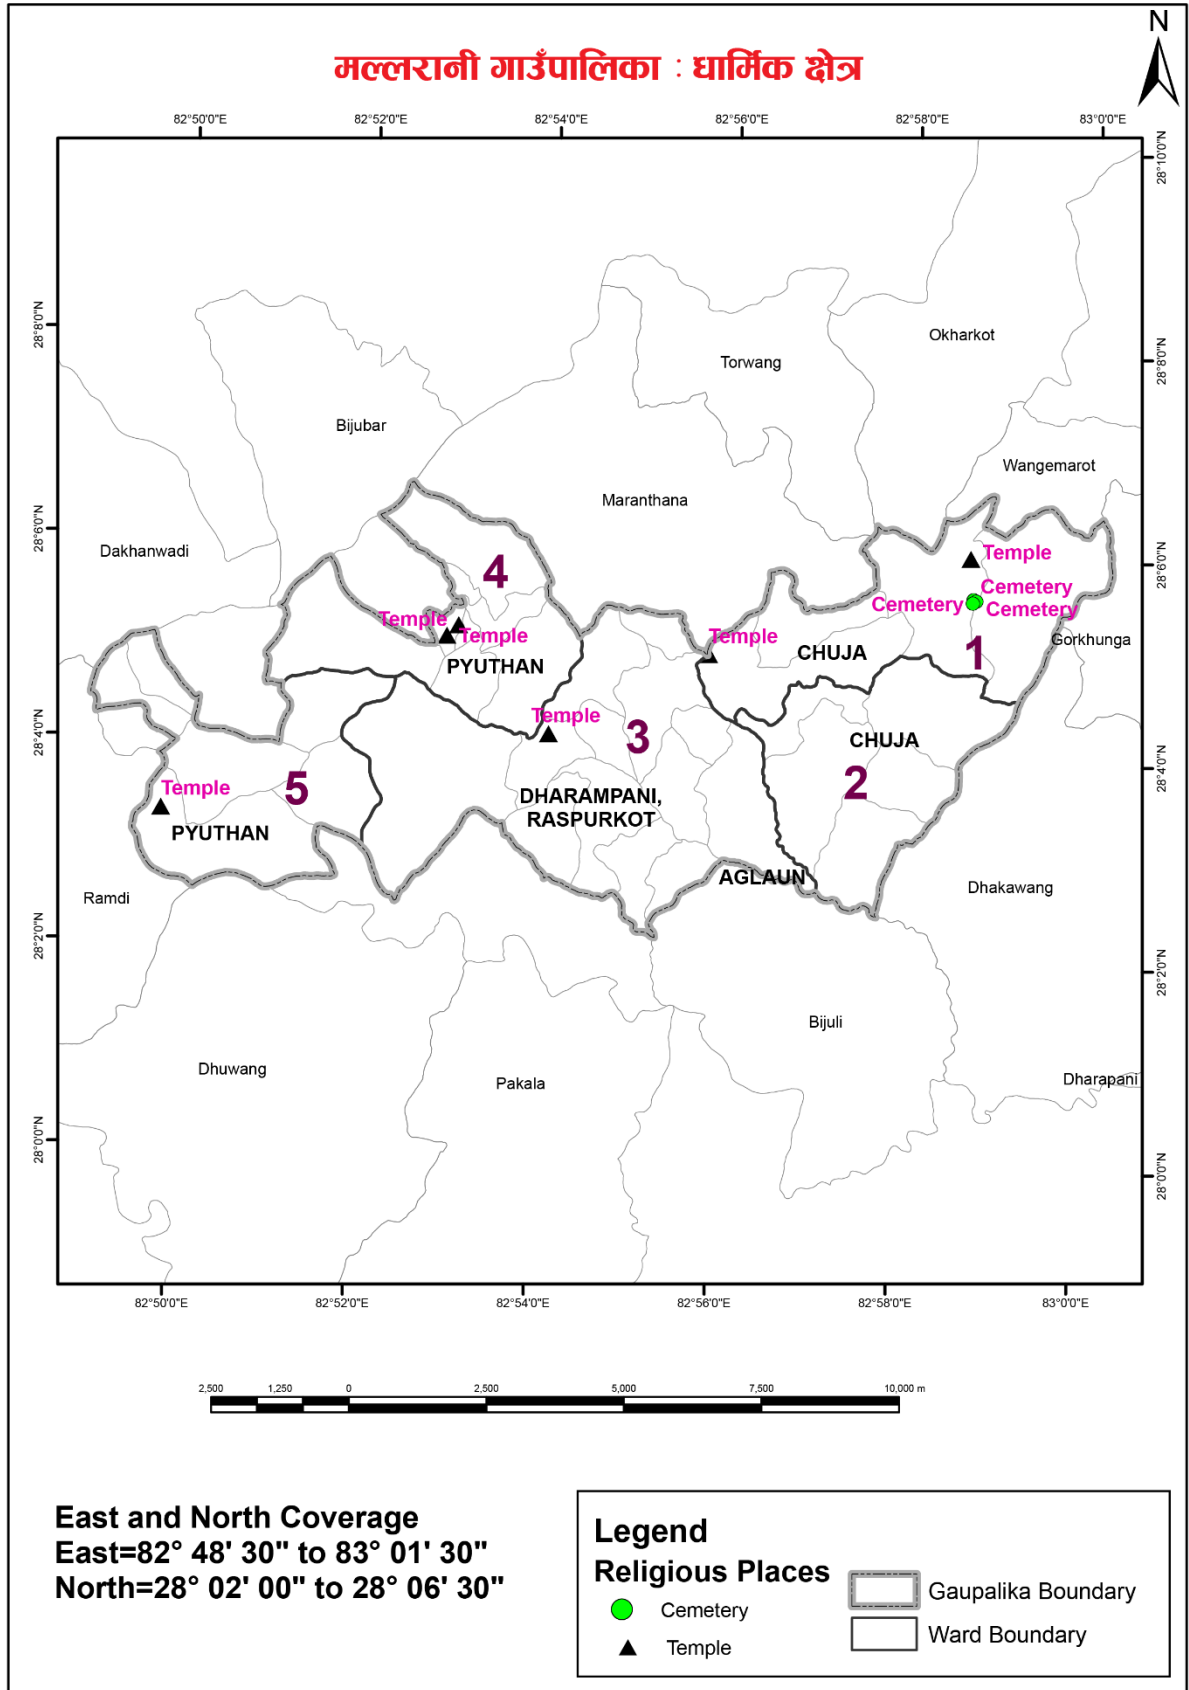 N
मल्लरानी गाउँपालिका : धार्मिक क्षेत्र
82°50'0"E 82°52'0"E 82°54'0"E 82°56'0"E 82°58'0"E 83°0'0"E
28°10'0"N
28°8'0"N
28°8'0"N
Okharkot
Torwang
Bijubar
Wangemarot
Maranthana
28°6'0"N
28°6'0"N
Dakhanwadi
4
Temple
Cemetery
Cemetery
Cemetery
Temple
Temple
Temple
Gorkhunga
PYUTHAN
CHUJA
1
Temple
3
28°4'0"N
28°4'0"N
CHUJA
2
5
Temple
DHARAMPANI,
RASPURKOT
PYUTHAN
AGLAUN
Ramdi
Dhakawang
28°2'0"N
28°2'0"N
Bijuli
Dhuwang
Pakala
Dharapani
28°0'0"N
28°0'0"N
82°50'0"E 82°52'0"E 82°54'0"E 82°56'0"E 82°58'0"E 83°0'0"E
2,500 1,250 0 2,500 5,000 7,500 10,000 m
East and North Coverage
East=82° 48' 30" to 83° 01' 30"
North=28° 02' 00" to 28° 06' 30"
Legend
Religious Places
Cemetery
Temple
Gaupalika Boundary
Ward Boundary